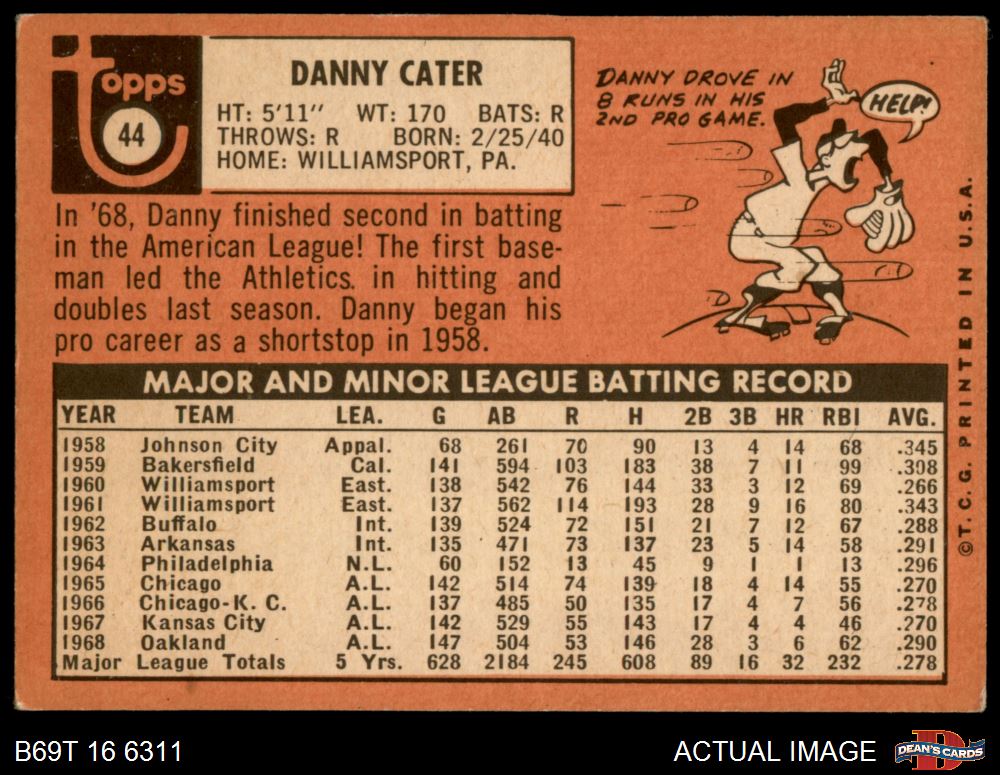 Topps
44
DANNY CATER
HT: 5'11" WT: 170 BATS: R
THROWS: R BORN: 2/25/40
HOME: WILLIAMSPORT, PA.
DANNY DROVE IN
8 RUNS IN HIS
2ND PRO GAME.
HELP!
In '68, Danny finished second in batting
in the American League! The first base-
man led the Athletics. in hitting and
doubles last season. Danny began his
pro career as a shortstop in 1958.
MAJOR AND MINOR LEAGUE BATTING RECORD
YEAR TEAM LEA. G AB R H 2B 3B HR RBI AVG.
1958 Johnson City Appal. 68 261 70 90 13 4 14 68 .345
1959 Bakersfield Cal. 141 594 103 183 38 7 11 99 .308
1960 Williamsport East. 138 542 76 144 33 3 12 69 .266
1961 Williamsport East. 137 562 114 193 28 9 16 80 .343
1962 Buffalo Int. 139 524 72 151 21 7 12 67 .288
1963 Arkansas Int. 135 471 73 137 23 5 14 58 .291
1964 Philadelphia N.L. 60 152 13 45 9 1 1 13 .296
1965 Chicago A.L. 142 514 74 139 18 4 14 55 .270
1966 Chicago-K. C. A.L. 137 485 50 135 17 4 7 56 .278
1967 Kansas City A.L. 142 529 55 143 17 4 4 46 .270
1968 Oakland A.L. 147 504 53 146 28 3 6 62 .290
Major League Totals 5 Yrs. 628 2184 245 608 89 16 32 232 .278
©T. C. G. PRINTED IN U.S.A.
B69T 16 6311
ACTUAL IMAGE
DEAN'S CARDS